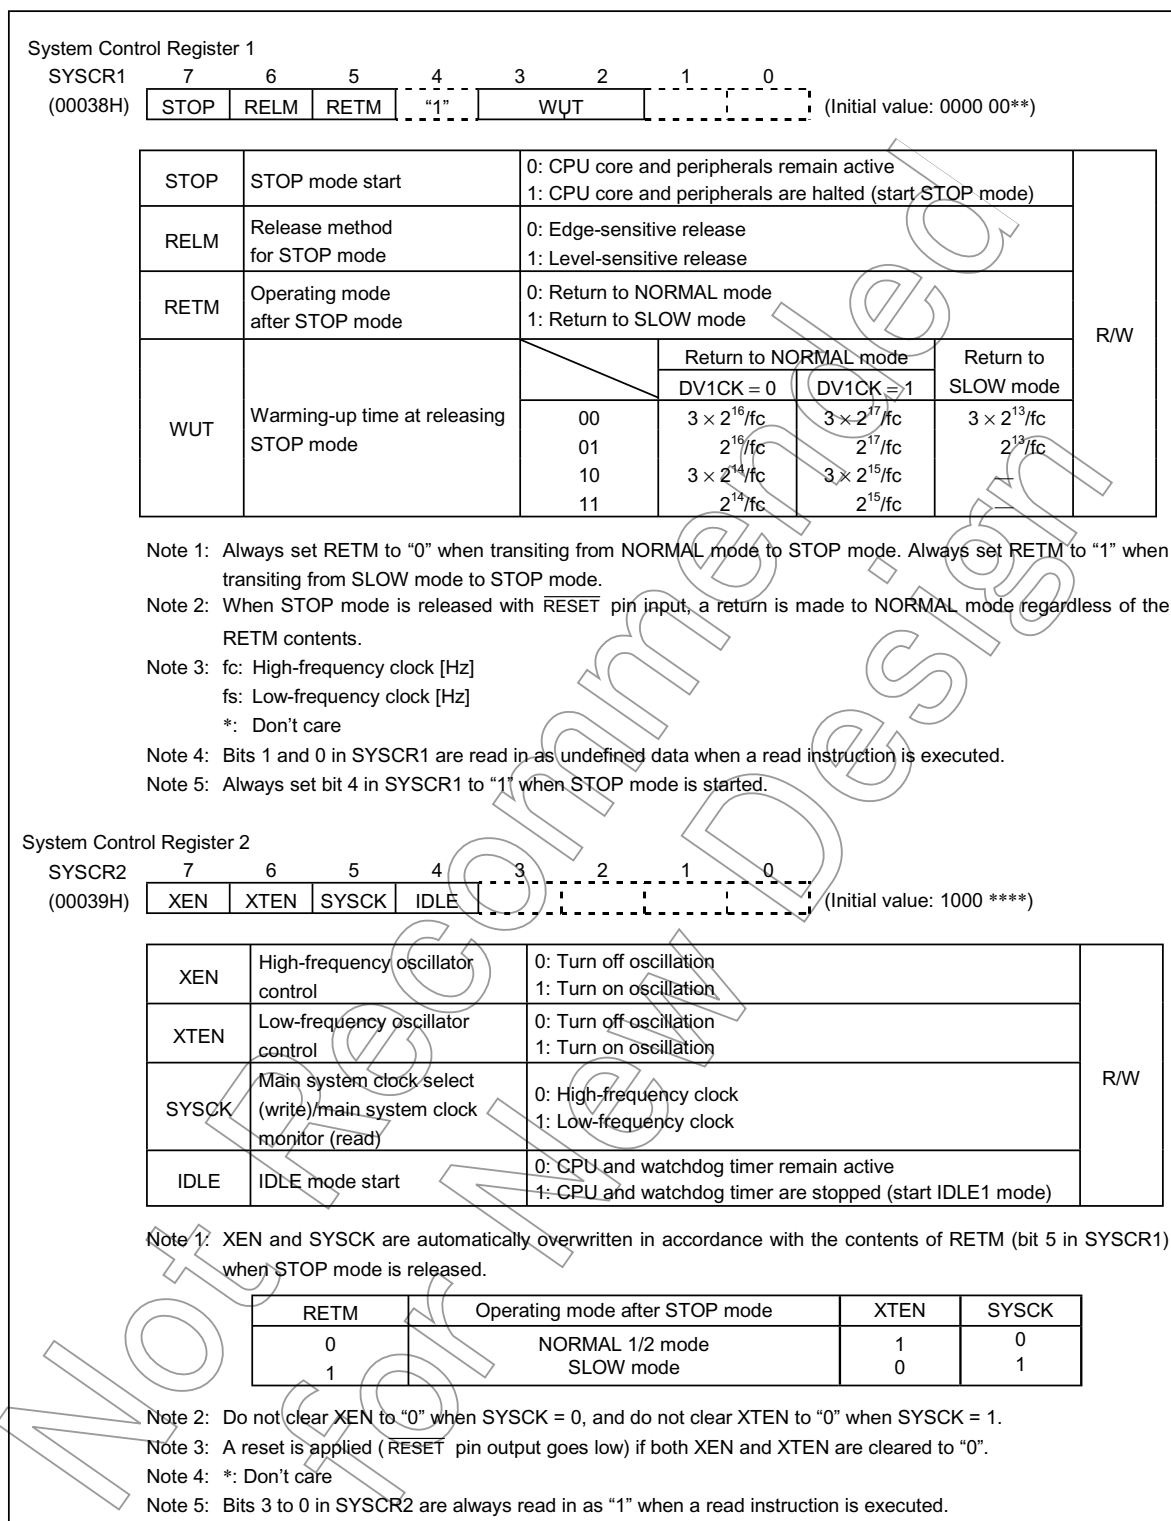 System Control Register 1
SYSCR1 7 6 5 4 3 2 1 0
(00038H) STOP RELM RETM “1” WUT (Initial value: 0000 00**)
STOP STOP mode start 0: CPU core and peripherals remain active
1: CPU core and peripherals are halted (start STOP mode)
RELM Release method for STOP mode 0: Edge-sensitive release
1: Level-sensitive release
RETM Operating mode after STOP mode 0: Return to NORMAL mode
1: Return to SLOW mode
R/W
WUT Warming-up time at releasing STOP mode
Return to NORMAL mode Return to SLOW mode
DV1CK = 0 DV1CK = 1
00 3 × 2^16/fc 3 × 2^17/fc 3 × 2^13/fc
01 2^16/fc 2^17/fc 2^13/fc
10 3 × 2^14/fc 3 × 2^15/fc —
11 2^14/fc 2^15/fc —
Note 1: Always set RETM to “0” when transiting from NORMAL mode to STOP mode. Always set RETM to “1” when
transiting from SLOW mode to STOP mode.
Note 2: When STOP mode is released with RESET pin input, a return is made to NORMAL mode regardless of the
RETM contents.
Note 3: fc: High-frequency clock [Hz]
fs: Low-frequency clock [Hz]
*: Don’t care
Note 4: Bits 1 and 0 in SYSCR1 are read in as undefined data when a read instruction is executed.
Note 5: Always set bit 4 in SYSCR1 to “1” when STOP mode is started.
System Control Register 2
SYSCR2 7 6 5 4 3 2 1 0
(00039H) XEN XTEN SYSCK IDLE (Initial value: 1000 ****)
XEN High-frequency oscillator control 0: Turn off oscillation
1: Turn on oscillation
XTEN Low-frequency oscillator control 0: Turn off oscillation
1: Turn on oscillation
SYSCK Main system clock select (write)/main system clock monitor (read) 0: High-frequency clock
1: Low-frequency clock
R/W
IDLE IDLE mode start 0: CPU and watchdog timer remain active
1: CPU and watchdog timer are stopped (start IDLE1 mode)
Note 1: XEN and SYSCK are automatically overwritten in accordance with the contents of RETM (bit 5 in SYSCR1)
when STOP mode is released.
RETM Operating mode after STOP mode XTEN SYSCK
0 NORMAL 1/2 mode 1 0
1 SLOW mode 0 1
Note 2: Do not clear XEN to “0” when SYSCK = 0, and do not clear XTEN to “0” when SYSCK = 1.
Note 3: A reset is applied (RESET pin output goes low) if both XEN and XTEN are cleared to “0”.
Note 4: *: Don’t care
Note 5: Bits 3 to 0 in SYSCR2 are always read in as “1” when a read instruction is executed.
Not Recommended
for New Design